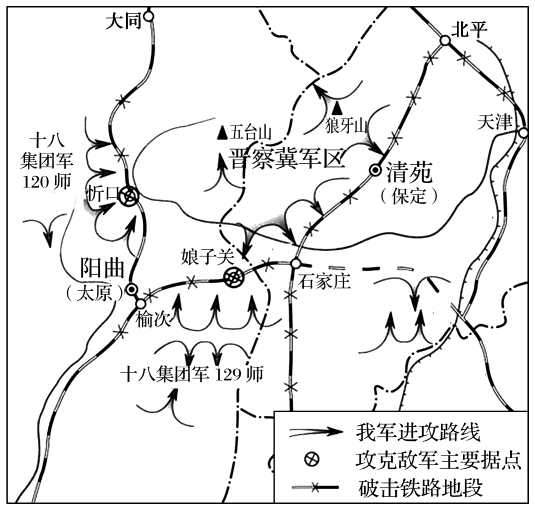 大同
北平
天津
狼牙山
五台山
晋察冀军区
十八
集团军
120 师
忻口
清苑
（保定）
娘子关
阳曲
（太原）
石家庄
榆次
十八集团军 129 师
我军进攻路线
攻克敌军主要据点
破击铁路地段